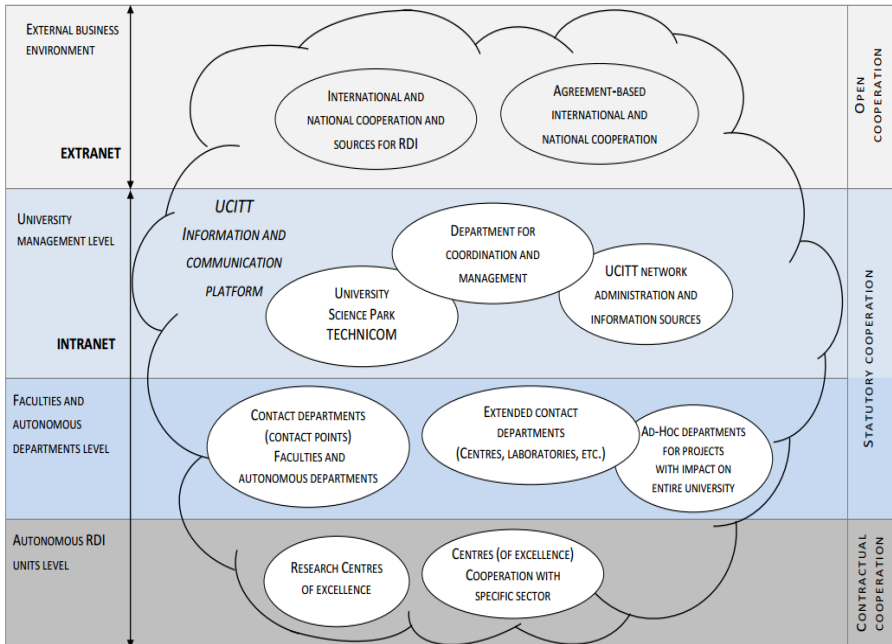 External business
environment
International and
national cooperation and
sources for RDI
Agreement-based
international and
national cooperation
EXTRANET
Open
cooperation
University
management level
UCITT
Information and
communication
platform
Department for
coordination and
management
University
Science Park
TECHNICOM
UCITT network
administration and
information sources
INTRANET
Statutory cooperation
Faculties and
autonomous
departments level
Contact departments
(contact points)
Faculties and
autonomous departments
Extended contact
departments
(Centres, laboratories, etc.)
Ad-Hoc departments
for projects
with impact on
entire university
Autonomous RDI
units level
Research Centres
of excellence
Centres (of excellence)
Cooperation with
specific sector
Contractual
cooperation